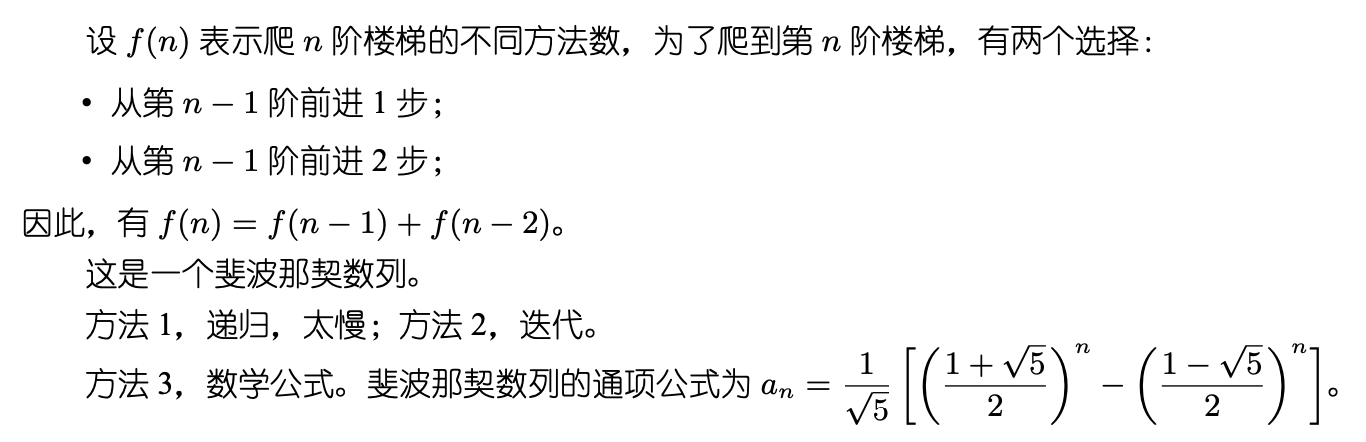 设 f(n) 表示爬 n 阶楼梯的不同方法数，为了爬到第 n 阶楼梯，有两个选择：
• 从第 n − 1 阶前进 1 步；
• 从第 n − 1 阶前进 2 步；
因此，有 f(n) = f(n − 1) + f(n − 2)。
这是一个斐波那契数列。
方法 1，递归，太慢；方法 2，迭代。
方法 3，数学公式。斐波那契数列的通项公式为 $a_n = \frac{1}{\sqrt{5}} \left[ \left( \frac{1+\sqrt{5}}{2} \right)^n - \left( \frac{1-\sqrt{5}}{2} \right)^n \right]$。